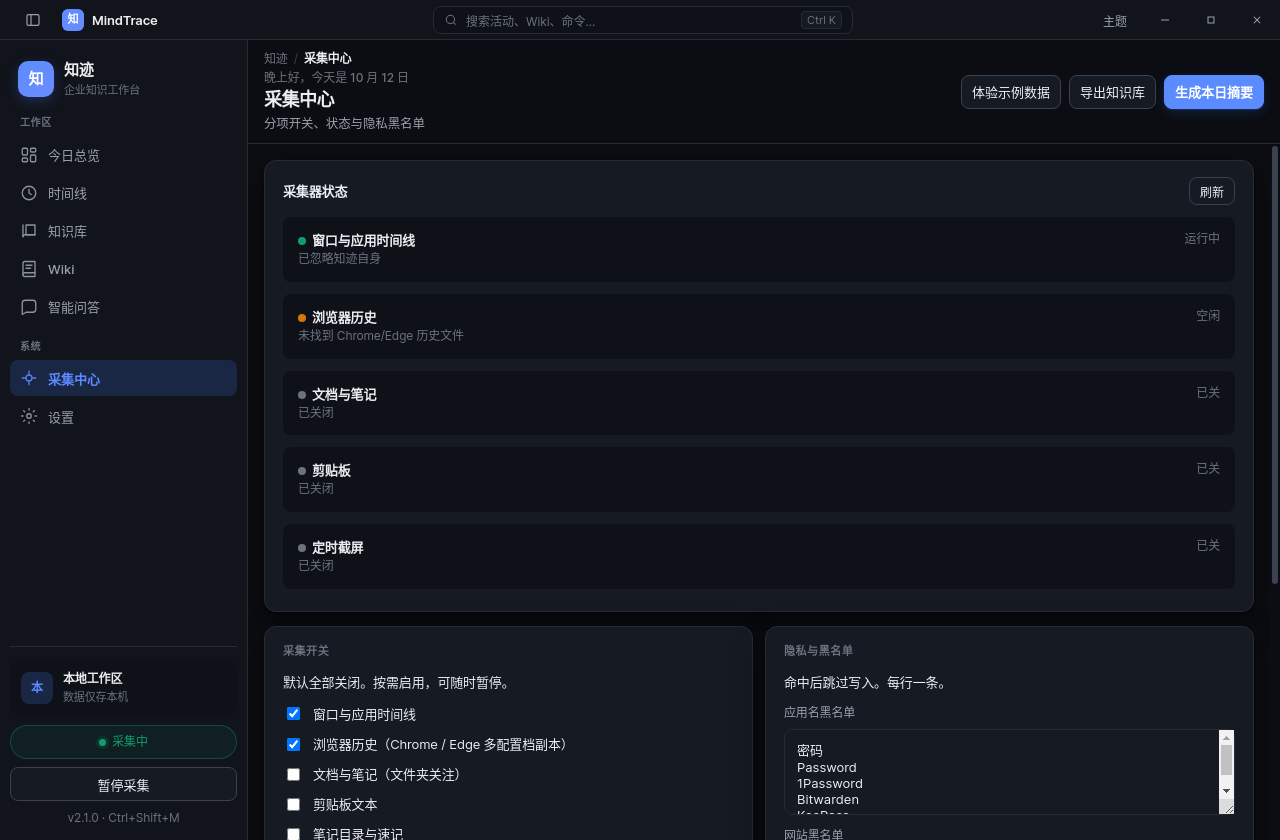 知 MindTrace
搜索活动、Wiki、命令... Ctrl K
主题
知 知迹
企业知识工作台
工作区
今日总览
时间线
知识库
Wiki
智能问答
系统
采集中心
设置
本 本地工作区
数据仅存本机
采集中
暂停采集
v2.1.0 · Ctrl+Shift+M
知迹 / 采集中心
晚上好，今天是 10 月 12 日
采集中心
分项开关、状态与隐私黑名单
体验示例数据 导出知识库 生成本日摘要
采集器状态 刷新
窗口与应用时间线 运行中
已忽略知迹自身
浏览器历史 空闲
未找到 Chrome/Edge 历史文件
文档与笔记 已关
已关闭
剪贴板 已关
已关闭
定时截屏 已关
已关闭
采集开关
默认全部关闭。按需启用，可随时暂停。
窗口与应用时间线
浏览器历史（Chrome / Edge 多配置档副本）
文档与笔记（文件夹关注）
剪贴板文本
笔记目录与速记
隐私与黑名单
命中后跳过写入。每行一条。
应用名黑名单
密码
Password
1Password
Bitwarden
KeePass
网站黑名单